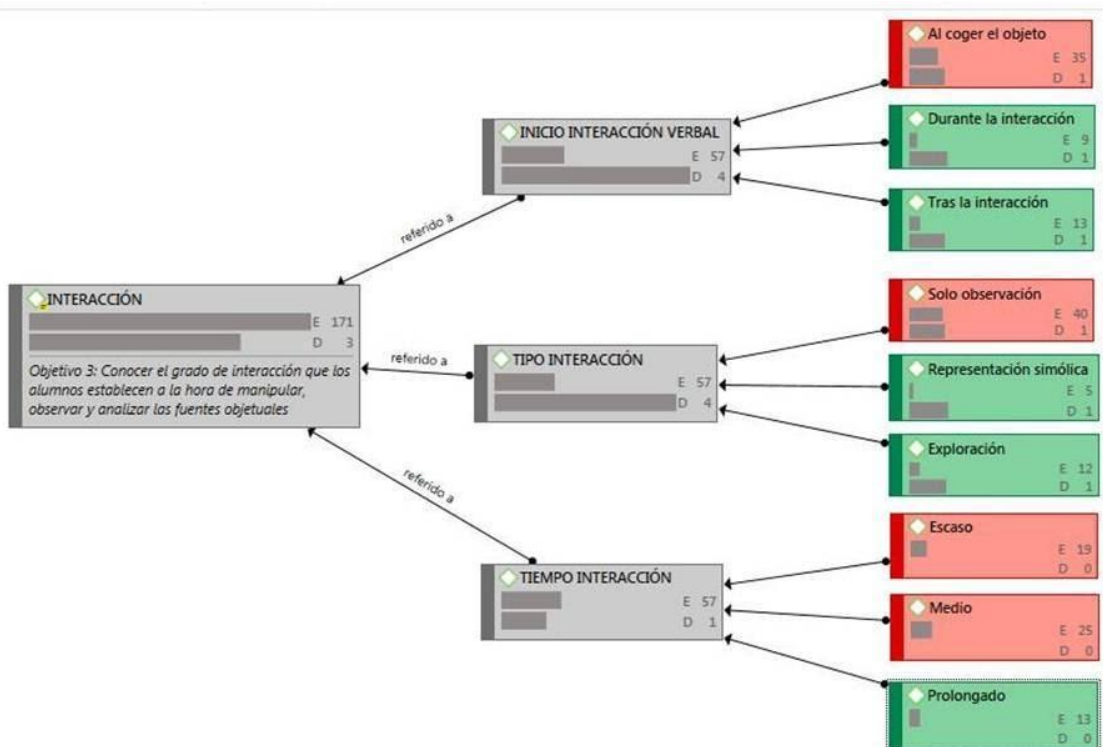 INTERACCIÓN
E 171
D 3
Objetivo 3: Conocer el grado de interacción que los
alumnos establecen a la hora de manipular,
observar y analizar las fuentes objetuales
referido a
referido a
referido a
INICIO INTERACCIÓN VERBAL
E 57
D 4
TIPO INTERACCIÓN
E 57
D 4
TIEMPO INTERACCIÓN
E 57
D 1
Al coger el objeto
E 35
D 1
Durante la interacción
E 9
D 1
Tras la interacción
E 13
D 1
Solo observación
E 40
D 1
Representación simólica
E 5
D 1
Exploración
E 12
D 1
Escaso
E 19
D 0
Medio
E 25
D 0
Prolongado
E 13
D 0